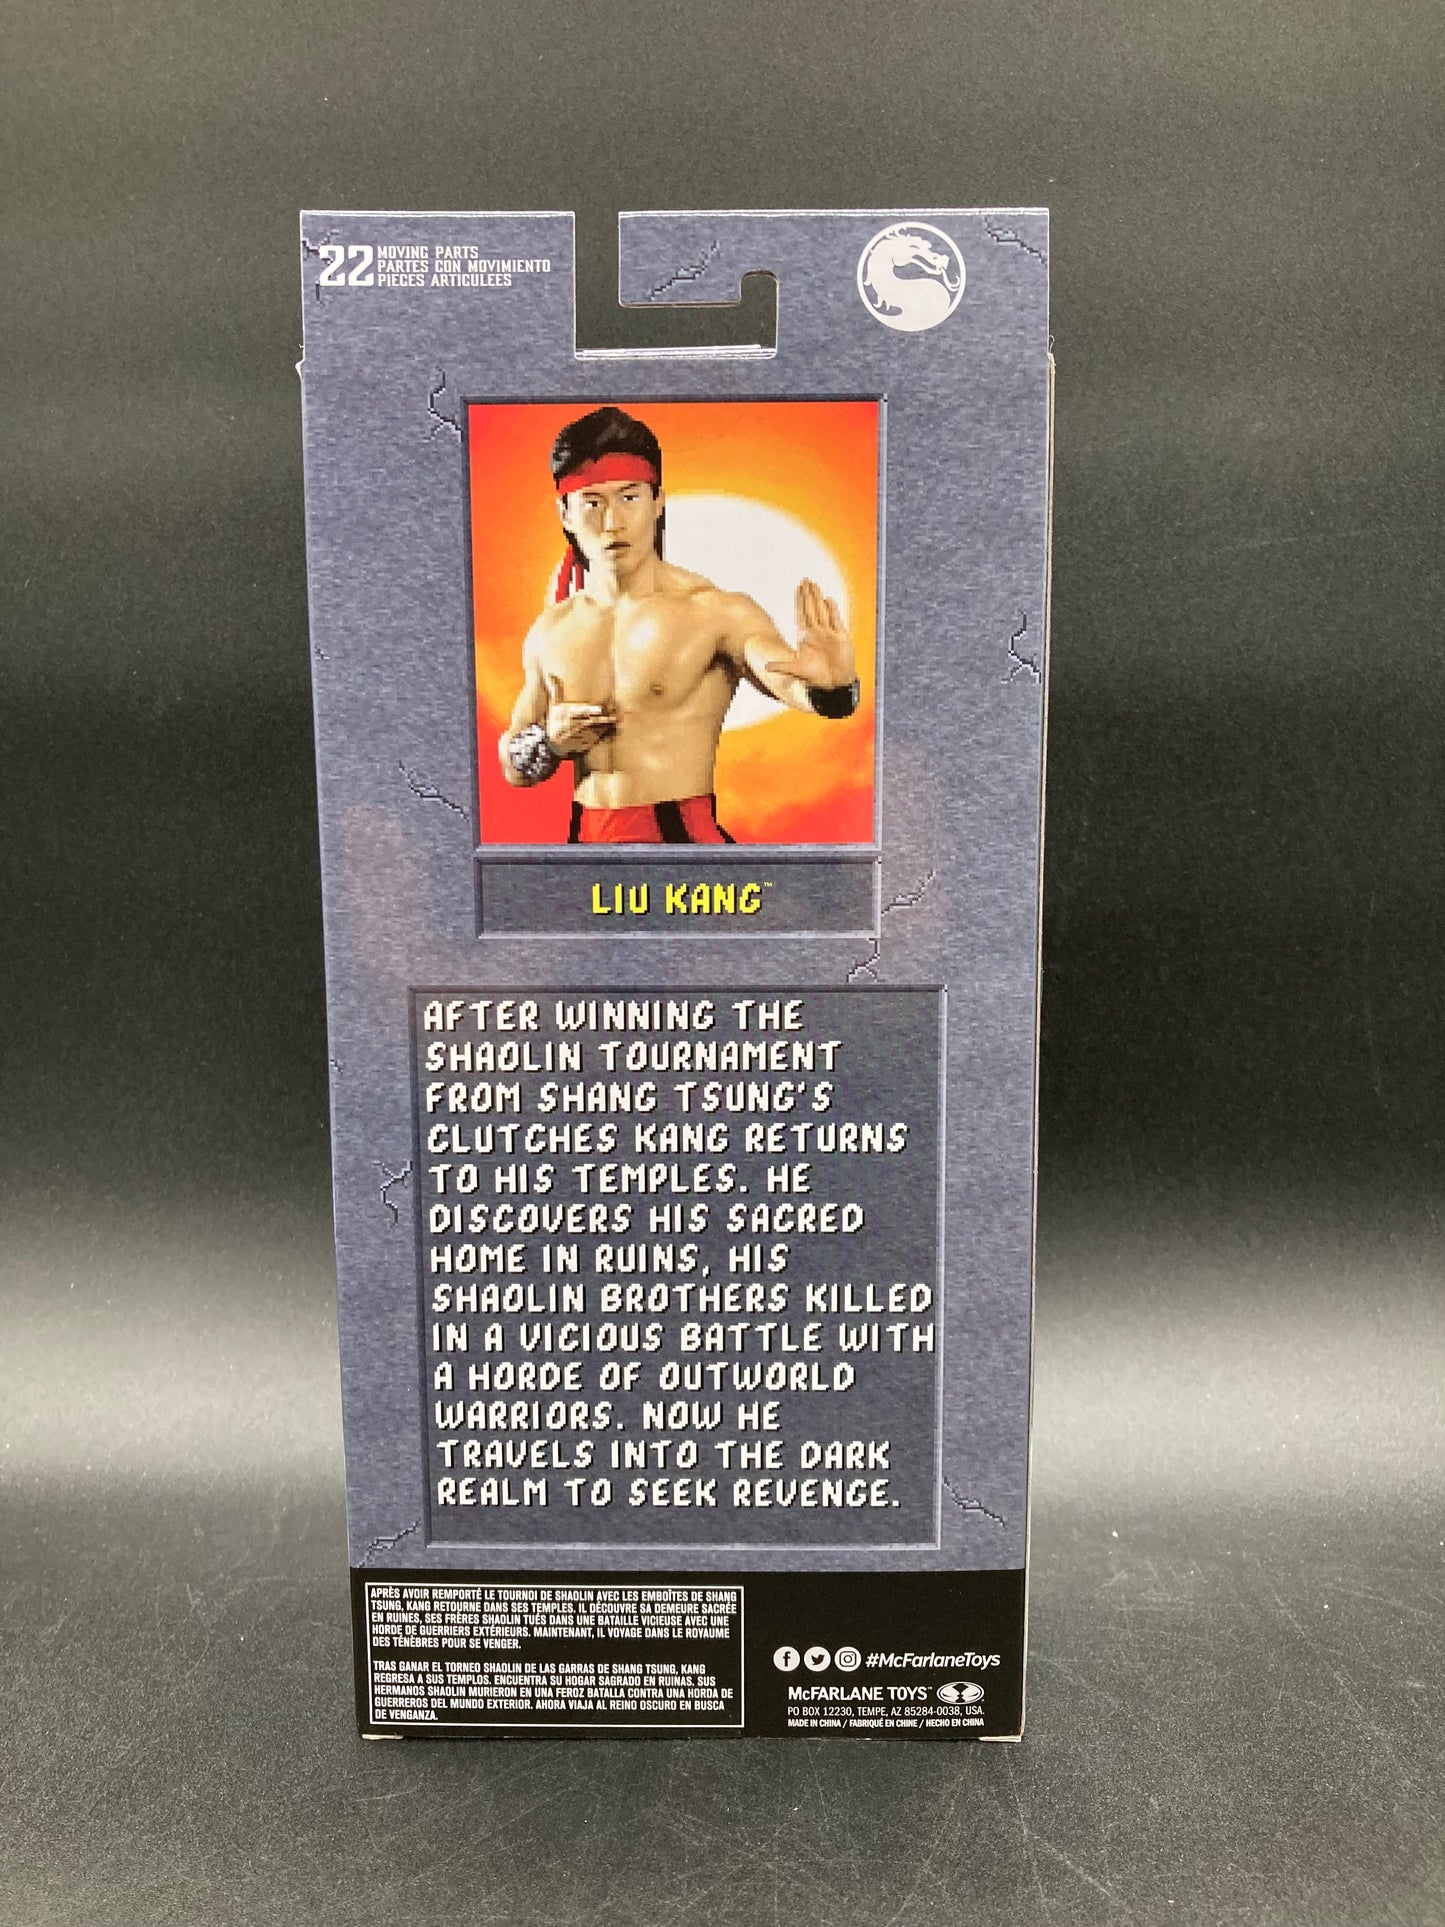 22 MOVING PARTS
PARTES CON MOVIMIENTO
PIECES ARTICULEES
LIU KANG™
AFTER WINNING THE
SHAOLIN TOURNAMENT
FROM SHANG TSUNG'S
CLUTCHES KANG RETURNS
TO HIS TEMPLES. HE
DISCOVERS HIS SACRED
HOME IN RUINS, HIS
SHAOLIN BROTHERS KILLED
IN A VICIOUS BATTLE WITH
A HORDE OF OUTWORLD
WARRIORS. NOW HE
TRAVELS INTO THE DARK
REALM TO SEEK REVENGE.
APRÈS AVOIR REMPORTÉ LE TOURNOI DE SHAOLIN AVEC LES EMBOÎTES DE SHANG
TSUNG, KANG RETOURNE DANS SES TEMPLES. IL DÉCOUVRE SA DEMEURE SACRÉE
EN RUINES, SES FRÈRES SHAOLIN TUÉS DANS UNE BATAILLE VICIEUSE AVEC UNE
HORDE DE GUERRIERS EXTÉRIEURS. MAINTENANT, IL VOYAGE DANS LE ROYAUME
DES TÉNÈBRES POUR SE VENGER.
TRAS GANAR EL TORNEO SHAOLIN DE LAS GARRAS DE SHANG TSUNG, KANG
REGRESA A SUS TEMPLOS. ENCUENTRA SU HOGAR SAGRADO EN RUINAS. SUS
HERMANOS SHAOLIN MURIERON EN UNA FEROZ BATALLA CONTRA UNA HORDA DE
GUERREROS DEL MUNDO EXTERIOR. AHORA VIAJA AL REINO OSCURO EN BUSCA
DE VENGANZA.
#McFarlaneToys
McFARLANE TOYS™
PO BOX 12230, TEMPE, AZ 85284-0038, USA.
MADE IN CHINA / FABRIQUÉ EN CHINE / HECHO EN CHINA